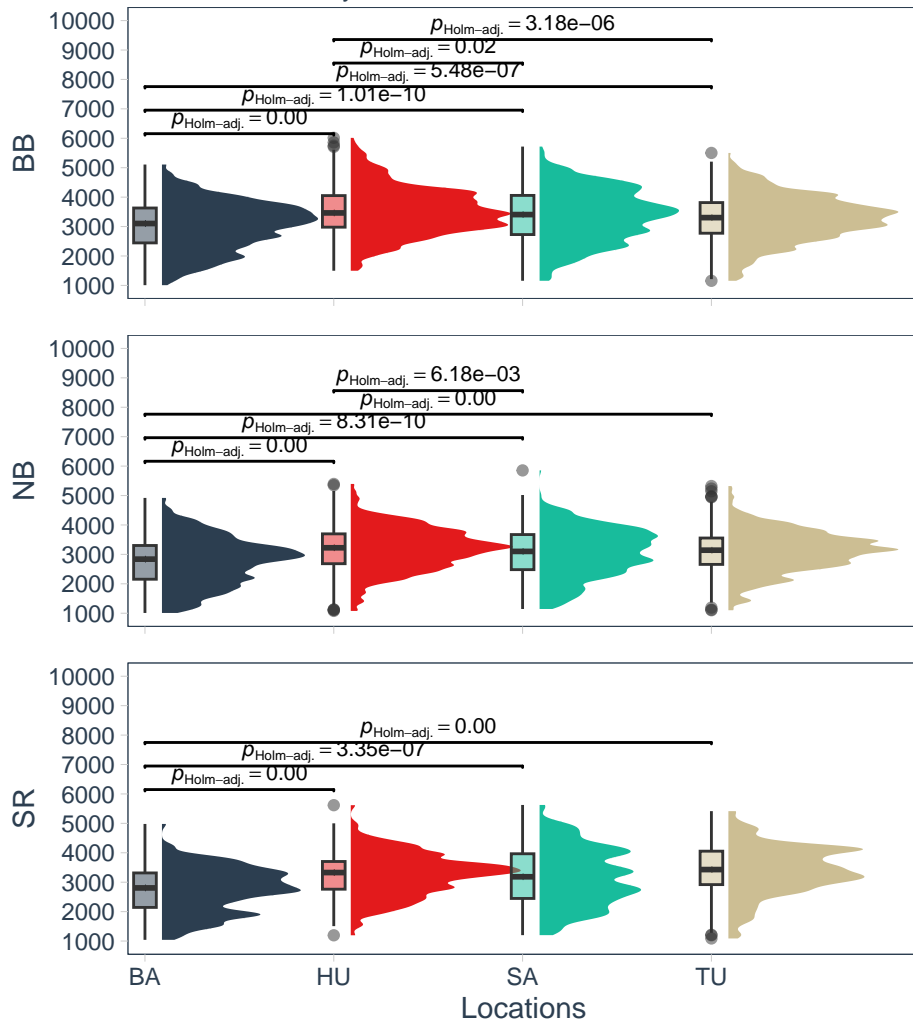 10000
9000
8000
7000
6000
5000
4000
3000
2000
1000
BB
pHolm−adj. = 3.18e−06
pHolm−adj. = 0.02
pHolm−adj. = 5.48e−07
pHolm−adj. = 1.01e−10
pHolm−adj. = 0.00
10000
9000
8000
7000
6000
5000
4000
3000
2000
1000
NB
pHolm−adj. = 6.18e−03
pHolm−adj. = 0.00
pHolm−adj. = 8.31e−10
pHolm−adj. = 0.00
10000
9000
8000
7000
6000
5000
4000
3000
2000
1000
SR
pHolm−adj. = 0.00
pHolm−adj. = 3.35e−07
pHolm−adj. = 0.00
BA HU SA TU
Locations